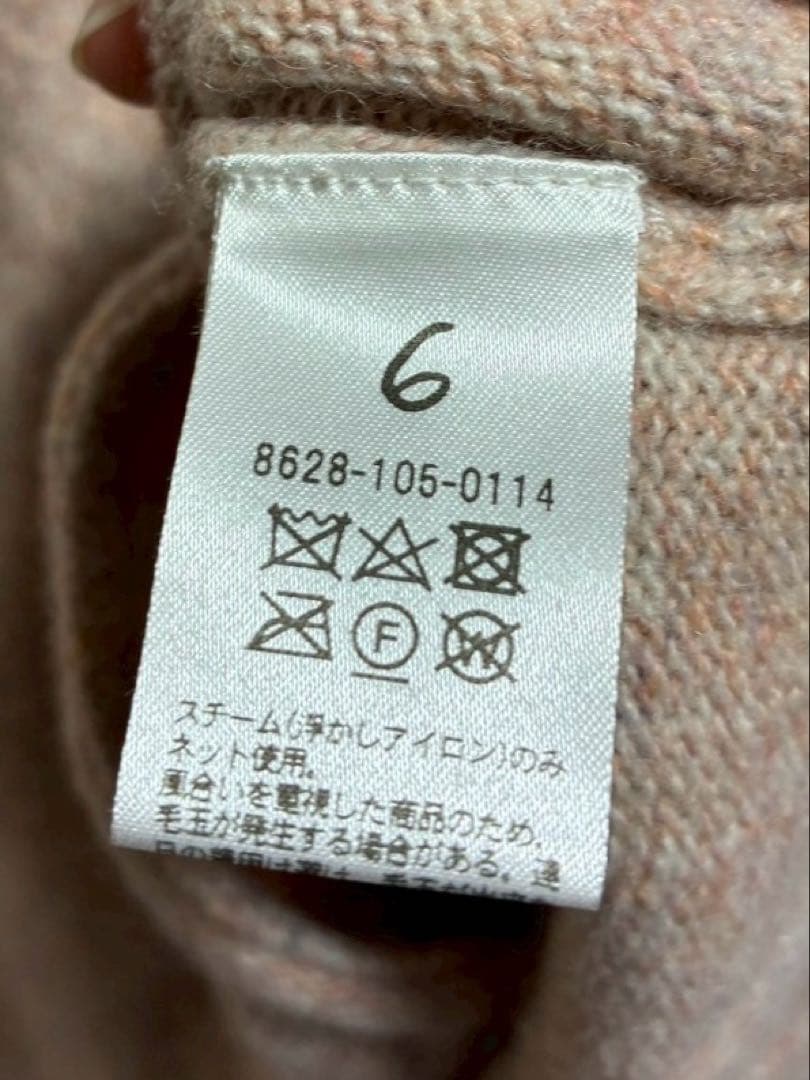 6
8628-105-0114
F
W
スチーム(浮かしアイロン)のみ
ネット使用.
風合いを重視した商品のため,
毛玉が発生する場合がある.連